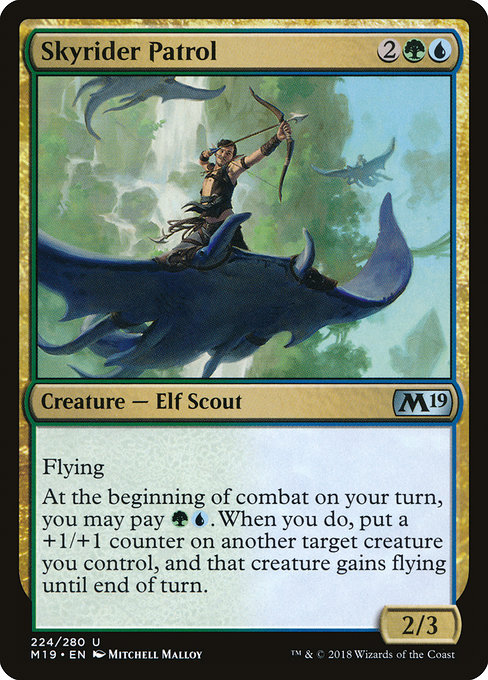 Skyrider Patrol 2
Creature — Elf Scout M19
Flying
At the beginning of combat on your turn,
you may pay . When you do, put a
+1/+1 counter on another target creature
you control, and that creature gains flying
until end of turn.
2/3
224/280 U
M19 • EN Mitchell Malloy ™ & © 2018 Wizards of the Coast